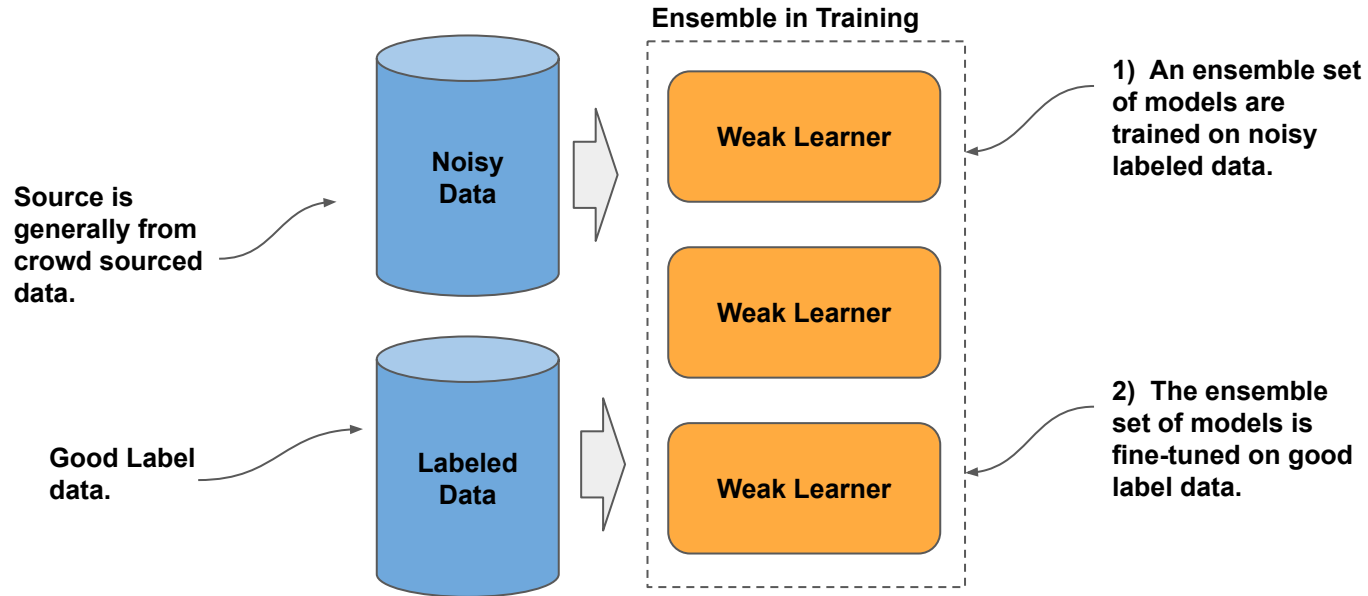 Ensemble in Training
Noisy
Data
Source is
generally from
crowd sourced
data.
Weak Learner
1) An ensemble set
of models are
trained on noisy
labeled data.
Weak Learner
Labeled
Data
Good Label
data.
Weak Learner
2) The ensemble
set of models is
fine-tuned on good
label data.